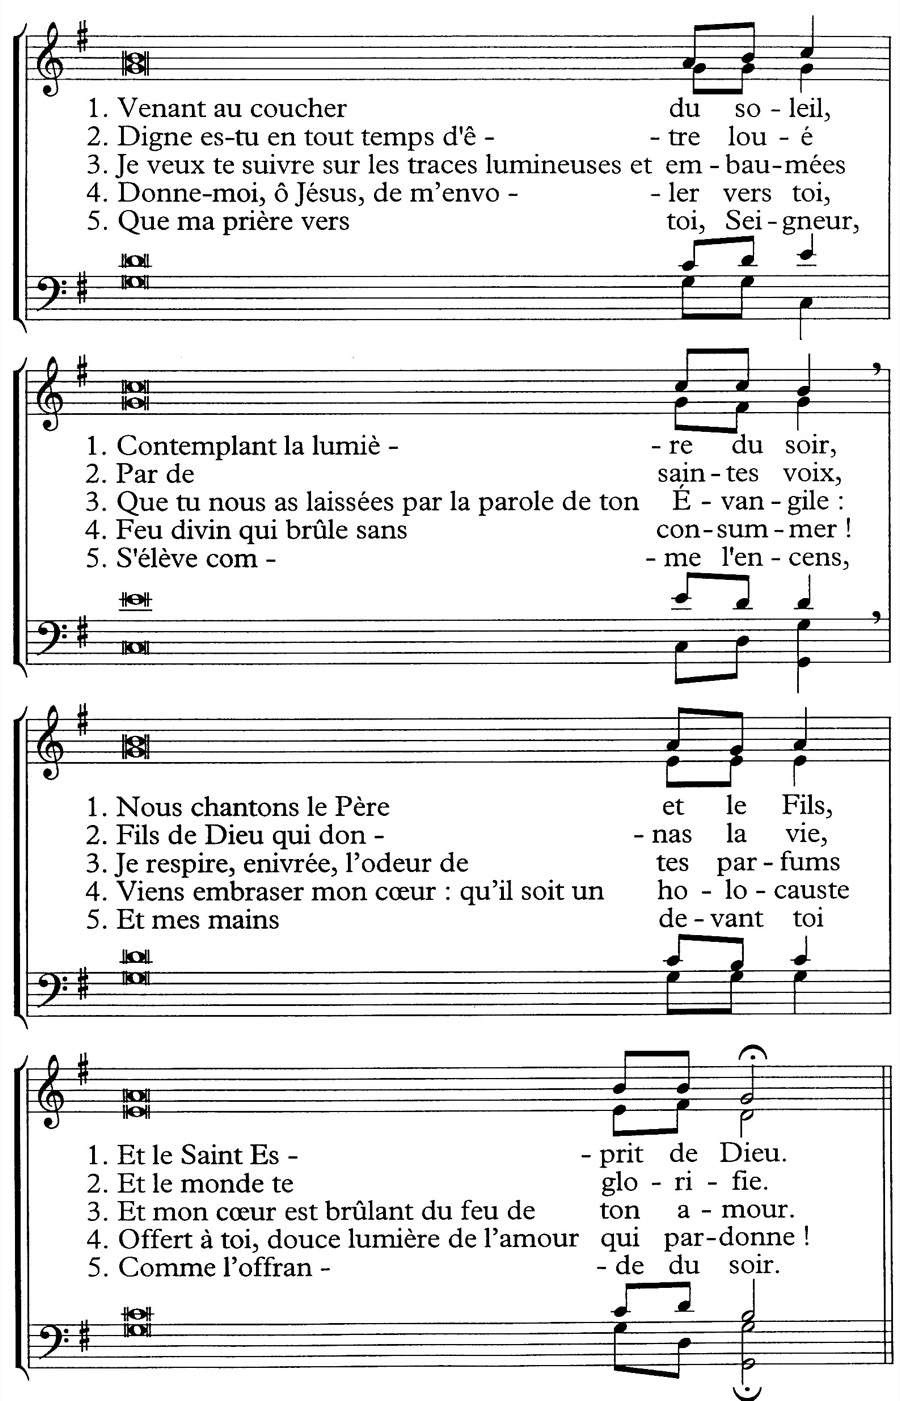 1. Venant au coucher du so - leil,
2. Digne es-tu en tout temps d'ê - - tre lou - é
3. Je veux te suivre sur les traces lumineuses et em - bau - mées
4. Donne-moi, ô Jésus, de m’envo - - ler vers toi,
5. Que ma prière vers toi, Sei - gneur,
1. Contemplant la lumiè - - re du soir,
2. Par de sain - tes voix,
3. Que tu nous as laissées par la parole de ton É - van - gile :
4. Feu divin qui brûle sans con - sum - mer !
5. S'élève com - - me l'en - cens,
1. Nous chantons le Père et le Fils,
2. Fils de Dieu qui don - - nas la vie,
3. Je respire, enivrée, l’odeur de tes par - fums
4. Viens embraser mon cœur : qu’il soit un ho - lo - causte
5. Et mes mains de - vant toi
1. Et le Saint Es - - prit de Dieu.
2. Et le monde te glo - ri - fie.
3. Et mon cœur est brûlant du feu de ton a - mour.
4. Offert à toi, douce lumière de l’amour qui par - donne !
5. Comme l’offran - - de du soir.